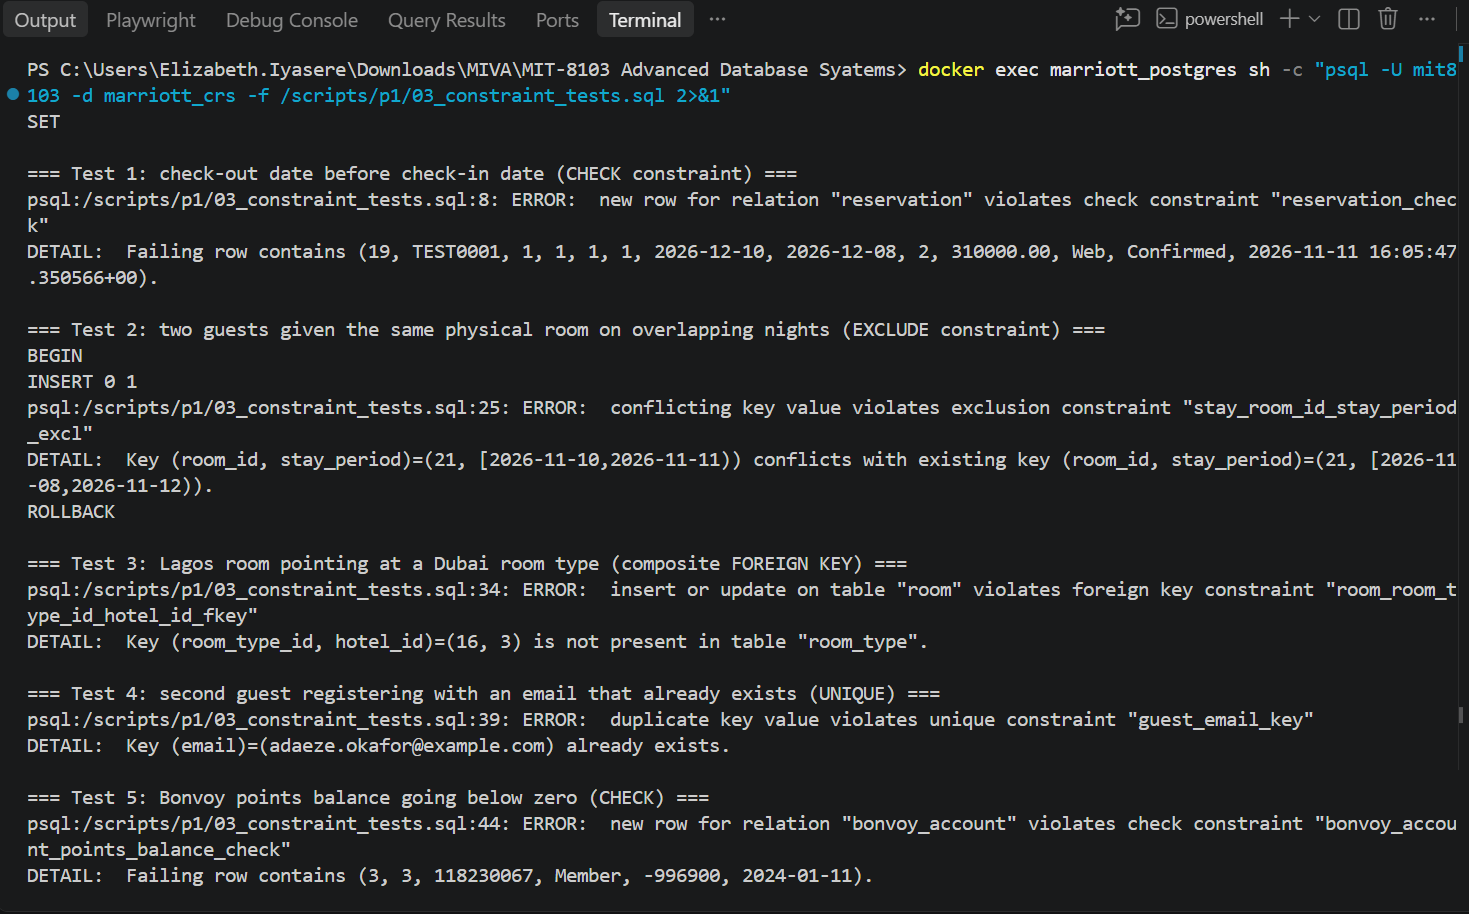 Output Playwright Debug Console Query Results Ports Terminal ··· powershell ···
PS C:\Users\Elizabeth.Iyasere\Downloads\MIVA\MIT-8103 Advanced Database Syatems> docker exec marriott_postgres sh -c "psql -U mit8
103 -d marriott_crs -f /scripts/p1/03_constraint_tests.sql 2>&1"
SET
=== Test 1: check-out date before check-in date (CHECK constraint) ===
psql:/scripts/p1/03_constraint_tests.sql:8: ERROR:  new row for relation "reservation" violates check constraint "reservation_chec
k"
DETAIL:  Failing row contains (19, TEST0001, 1, 1, 1, 1, 2026-12-10, 2026-12-08, 2, 310000.00, Web, Confirmed, 2026-11-11 16:05:47
.350566+00).
=== Test 2: two guests given the same physical room on overlapping nights (EXCLUDE constraint) ===
BEGIN
INSERT 0 1
psql:/scripts/p1/03_constraint_tests.sql:25: ERROR:  conflicting key value violates exclusion constraint "stay_room_id_stay_period
_excl"
DETAIL:  Key (room_id, stay_period)=(21, [2026-11-10,2026-11-11)) conflicts with existing key (room_id, stay_period)=(21, [2026-11
-08,2026-11-12)).
ROLLBACK
=== Test 3: Lagos room pointing at a Dubai room type (composite FOREIGN KEY) ===
psql:/scripts/p1/03_constraint_tests.sql:34: ERROR:  insert or update on table "room" violates foreign key constraint "room_room_t
ype_id_hotel_id_fkey"
DETAIL:  Key (room_type_id, hotel_id)=(16, 3) is not present in table "room_type".
=== Test 4: second guest registering with an email that already exists (UNIQUE) ===
psql:/scripts/p1/03_constraint_tests.sql:39: ERROR:  duplicate key value violates unique constraint "guest_email_key"
DETAIL:  Key (email)=(adaeze.okafor@example.com) already exists.
=== Test 5: Bonvoy points balance going below zero (CHECK) ===
psql:/scripts/p1/03_constraint_tests.sql:44: ERROR:  new row for relation "bonvoy_account" violates check constraint "bonvoy_accou
nt_points_balance_check"
DETAIL:  Failing row contains (3, 3, 118230067, Member, -996900, 2024-01-11).